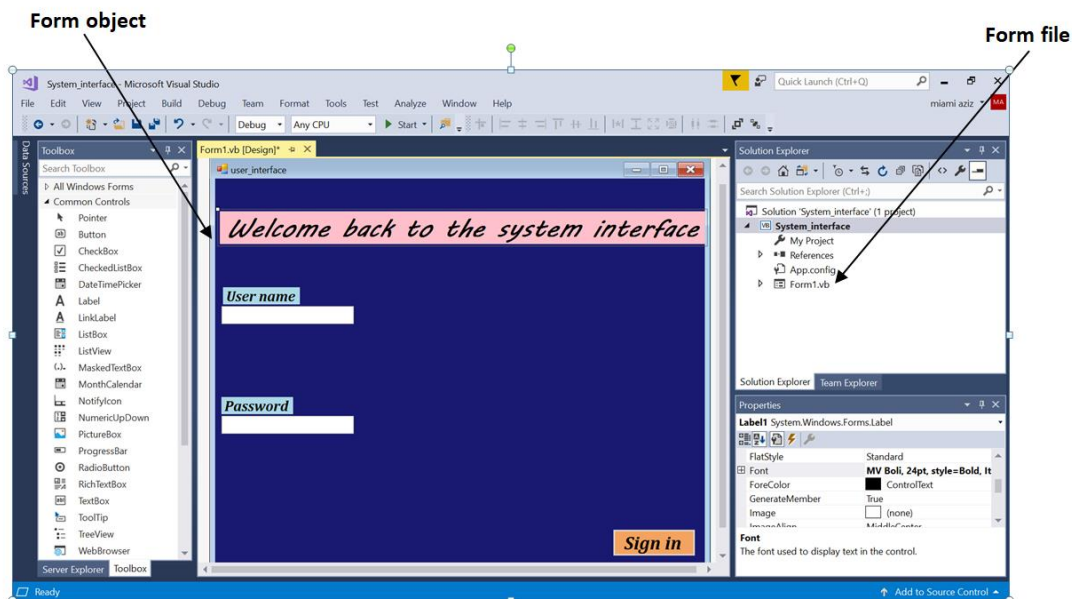 Form object
Form file
System_interface - Microsoft Visual Studio
Quick Launch (Ctrl+Q)
File Edit View Project Build Debug Team Format Tools Test Analyze Window Help
miami aziz
MA
Debug
Any CPU
Start
Data Sources
Toolbox
Search Toolbox
All Windows Forms
Common Controls
Pointer
Button
CheckBox
CheckedListBox
DateTimePicker
Label
LinkLabel
ListBox
ListView
MaskedTextBox
MonthCalendar
NotifyIcon
NumericUpDown
PictureBox
ProgressBar
RadioButton
RichTextBox
TextBox
ToolTip
TreeView
WebBrowser
Server Explorer Toolbox
Form1.vb [Design]*
user_interface
Welcome back to the system interface
User name
Password
Sign in
Solution Explorer
Search Solution Explorer (Ctrl+;)
Solution 'System_interface' (1 project)
VB System_interface
My Project
References
App.config
Form1.vb
Solution Explorer Team Explorer
Properties
Label1 System.Windows.Forms.Label
FlatStyle Standard
Font MV Boli, 24pt, style=Bold, It
ForeColor ControlText
GenerateMember True
Image (none)
ImageAlign MiddleCenter
Font
The font used to display text in the control.
Ready
Add to Source Control